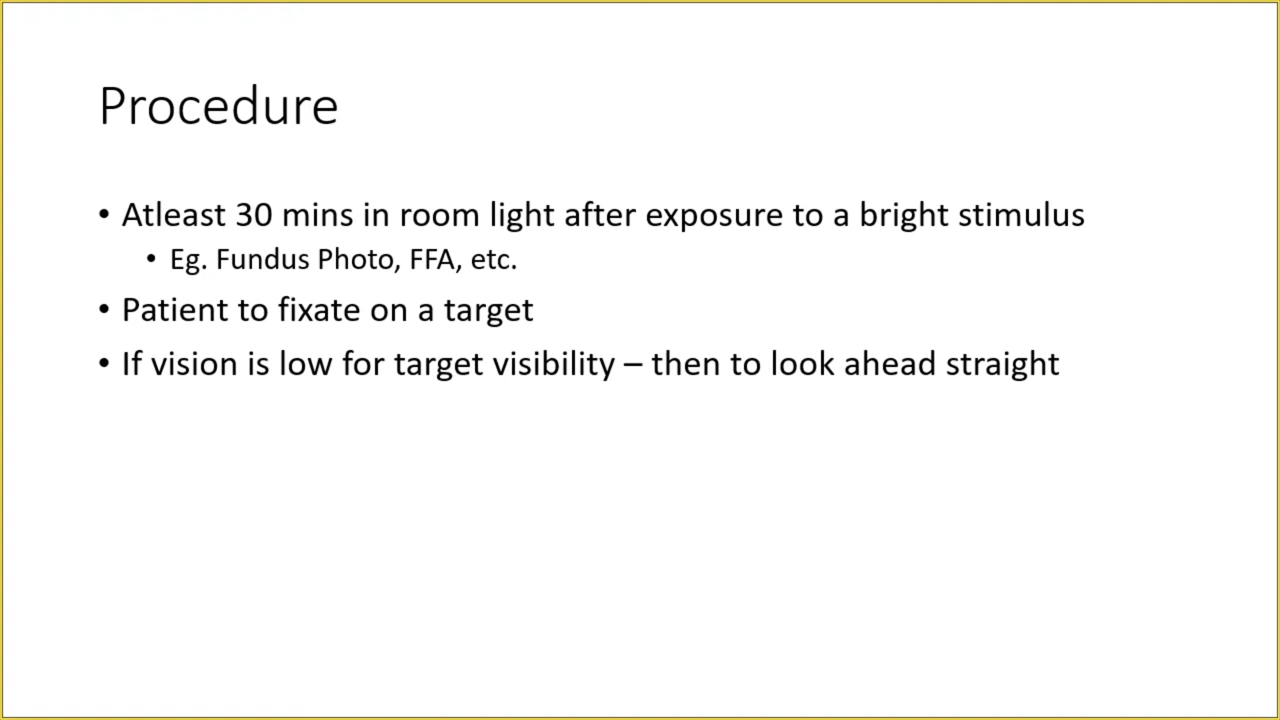 Procedure
• Atleast 30 mins in room light after exposure to a bright stimulus
• Eg. Fundus Photo, FFA, etc.
• Patient to fixate on a target
• If vision is low for target visibility – then to look ahead straight